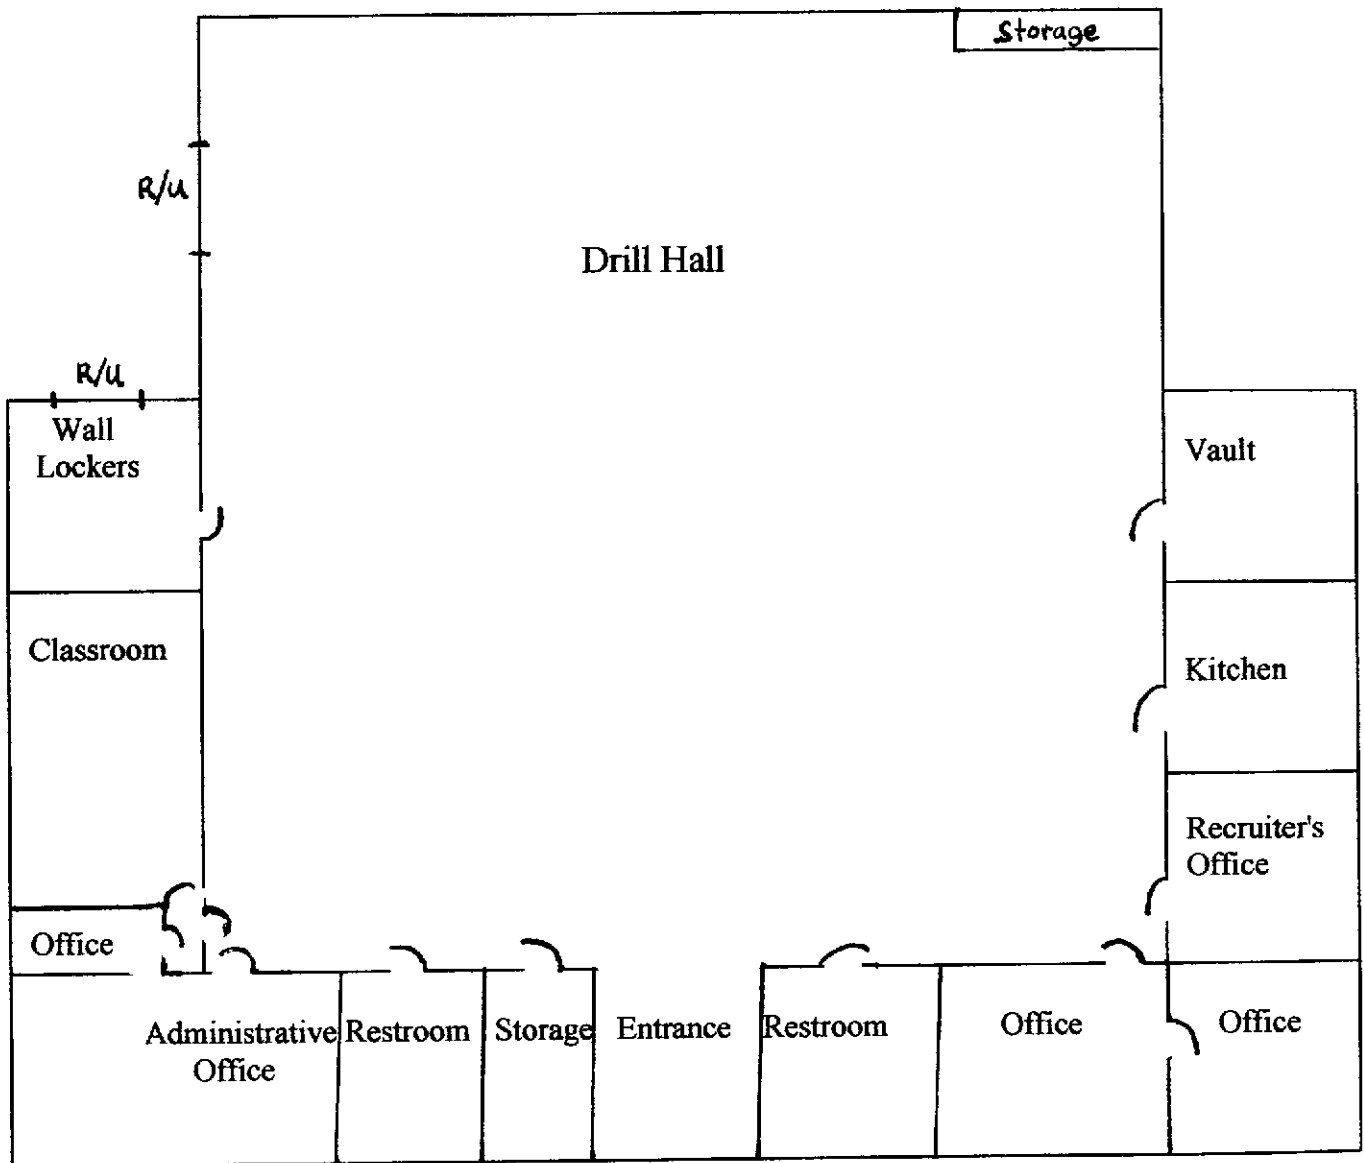 Storage
R/U
Drill Hall
R/U
Wall
Lockers
Vault
Classroom
Kitchen
Recruiter's
Office
Office
Administrative
Office
Restroom
Storage
Entrance
Restroom
Office
Office